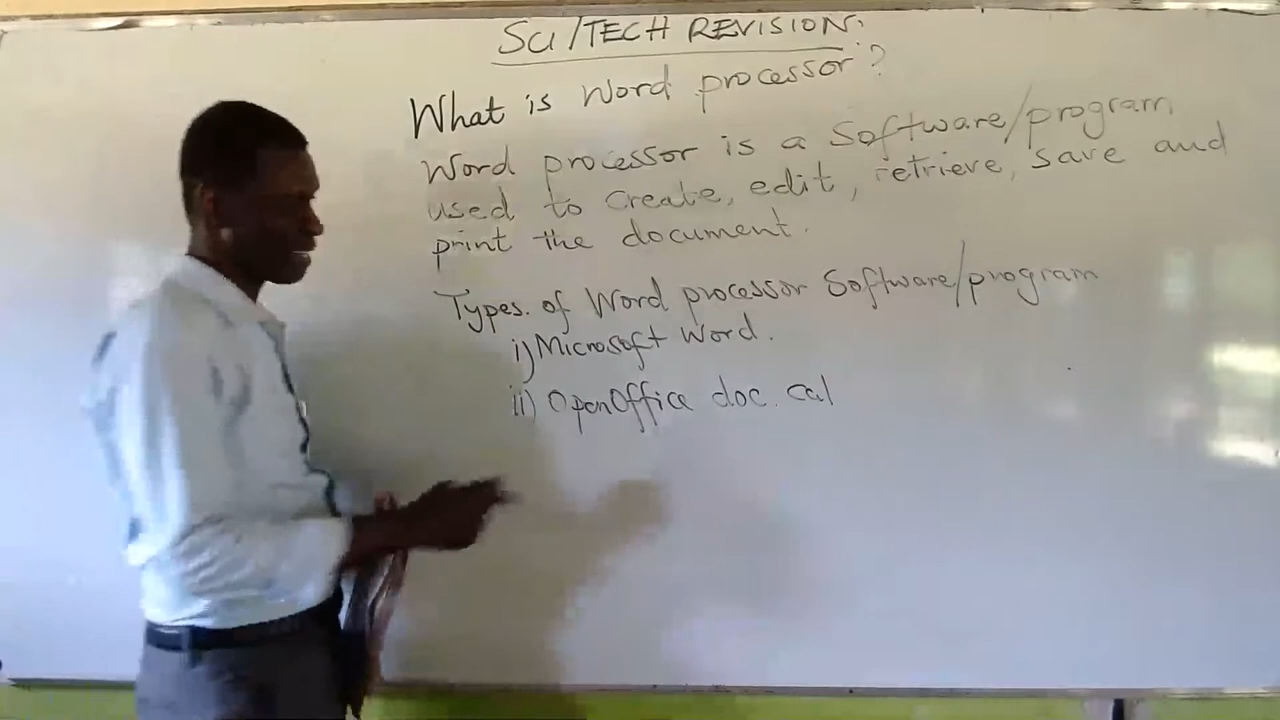 SCI/TECH REVISION.
What is Word processor?
Word processor is a Software/program
used to create, edit, retrieve, save and
print the document.
Types. of Word processor Software/program
i) Microsoft Word.
ii) OpenOffice doc. cal